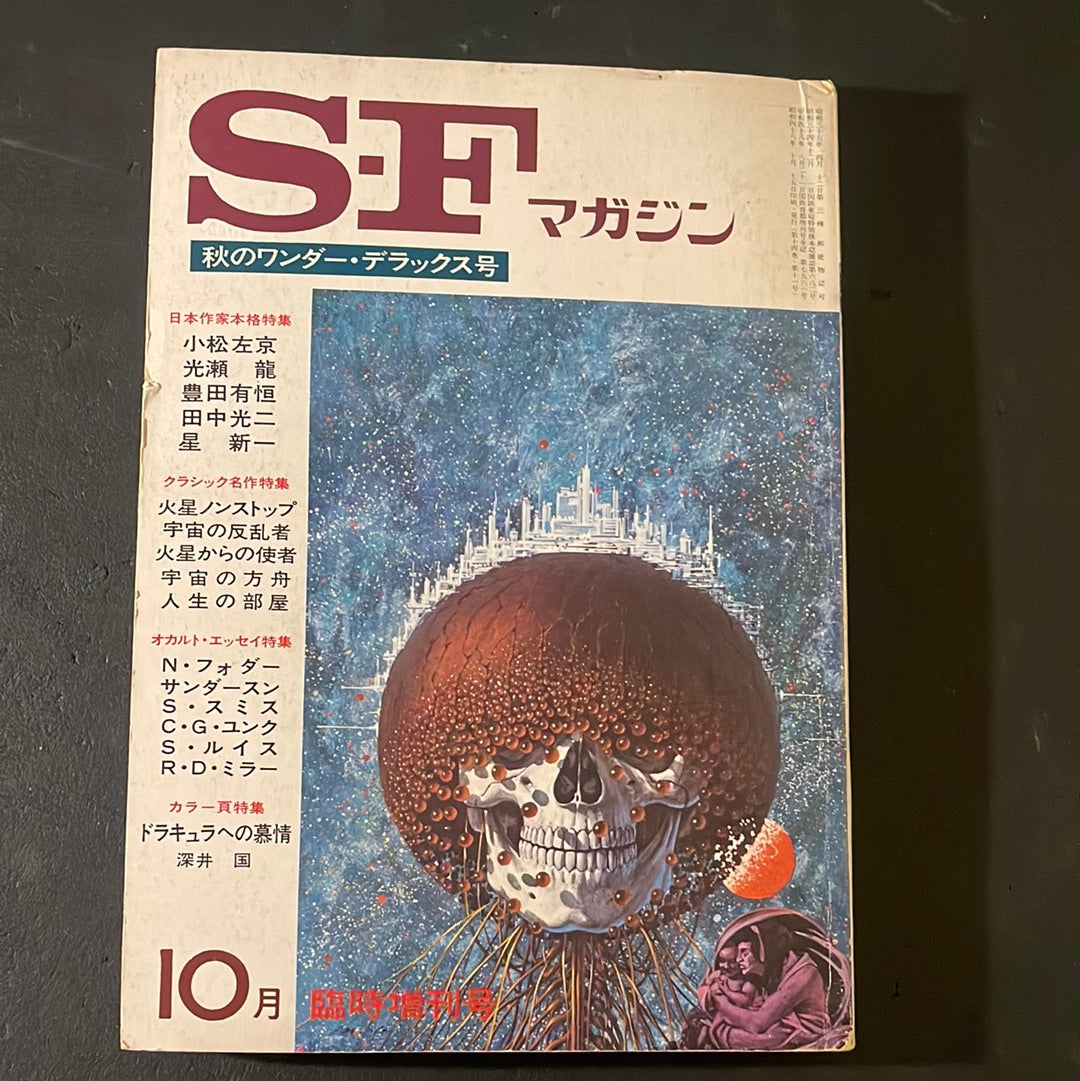 S-Fマガジン
秋のワンダー・デラックス号
日本作家本格特集
小松左京
光瀬 龍
豊田有恒
田中光二
星 新一
クラシック名作特集
火星ノンストップ
宇宙の反乱者
火星からの使者
宇宙の方舟
人生の部屋
オカルト・エッセイ特集
N・フォダー
サンダースン
S・スミス
C・G・ユンク
S・ルイス
R・D・ミラー
カラー頁特集
ドラキュラへの慕情
深井 国
10月
臨時増刊号